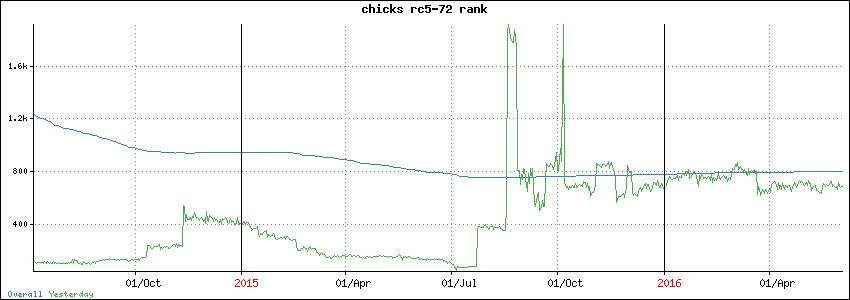 chicks rc5-72 rank
1.6k
1.2k
800
400
01/Oct 2015 01/Apr 01/Jul 01/Oct 2016 01/Apr
Overall Yesterday